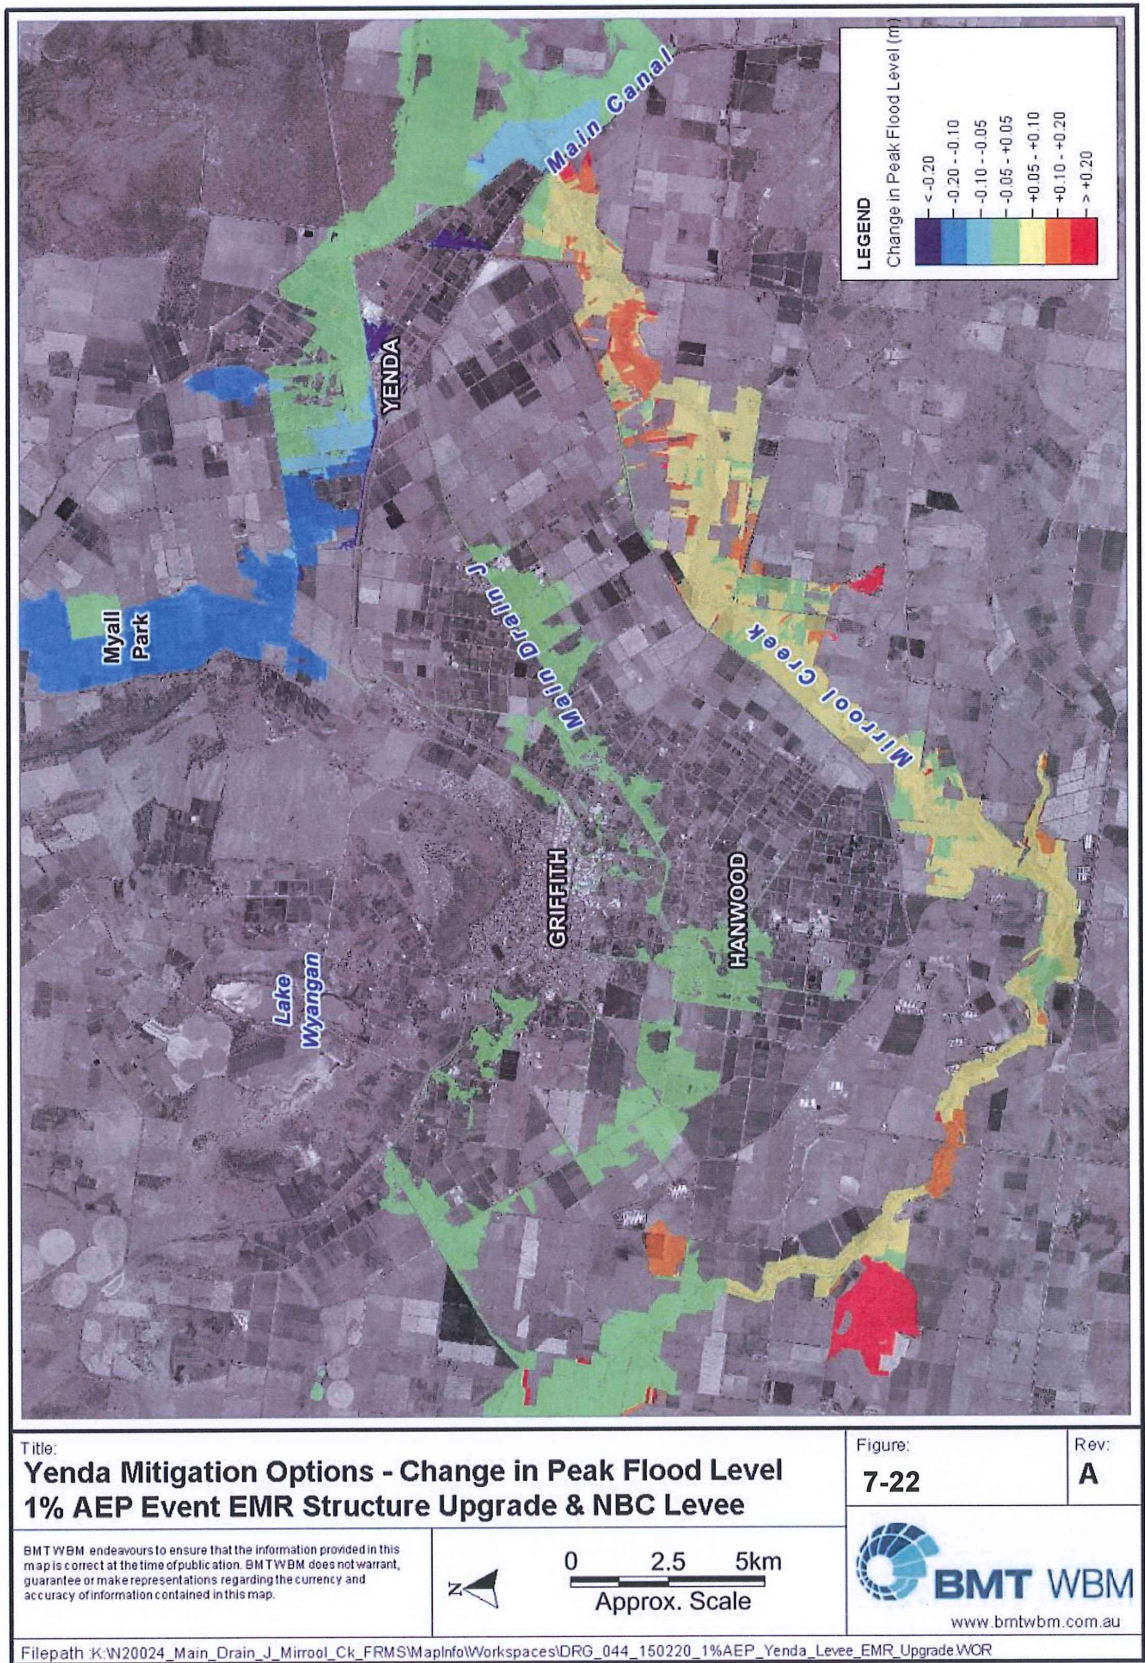 Main Canal
YENDA
Myall
Park
Main Drain J
Mirrool Creek
GRIFFITH
HANWOOD
Lake
Wyangan
LEGEND
Change in Peak Flood Level (m)
< -0.20
-0.20 - -0.10
-0.10 - -0.05
-0.05 - +0.05
+0.05 - +0.10
+0.10 - +0.20
> +0.20
Title:
Yenda Mitigation Options - Change in Peak Flood Level
1% AEP Event EMR Structure Upgrade & NBC Levee
Figure:
7-22
Rev:
A
BMT WBM endeavours to ensure that the information provided in this
map is correct at the time of publication. BMT WBM does not warrant,
guarantee or make representations regarding the currency and
accuracy of information contained in this map.
N
0 2.5 5km
Approx. Scale
BMT WBM
www.bmtwbm.com.au
Filepath :K:\N20024_Main_Drain_J_Mirrool_Ck_FRMS\MapInfo\Workspaces\DRG_044_150220_1%AEP_Yenda_Levee_EMR_Upgrade.WOR